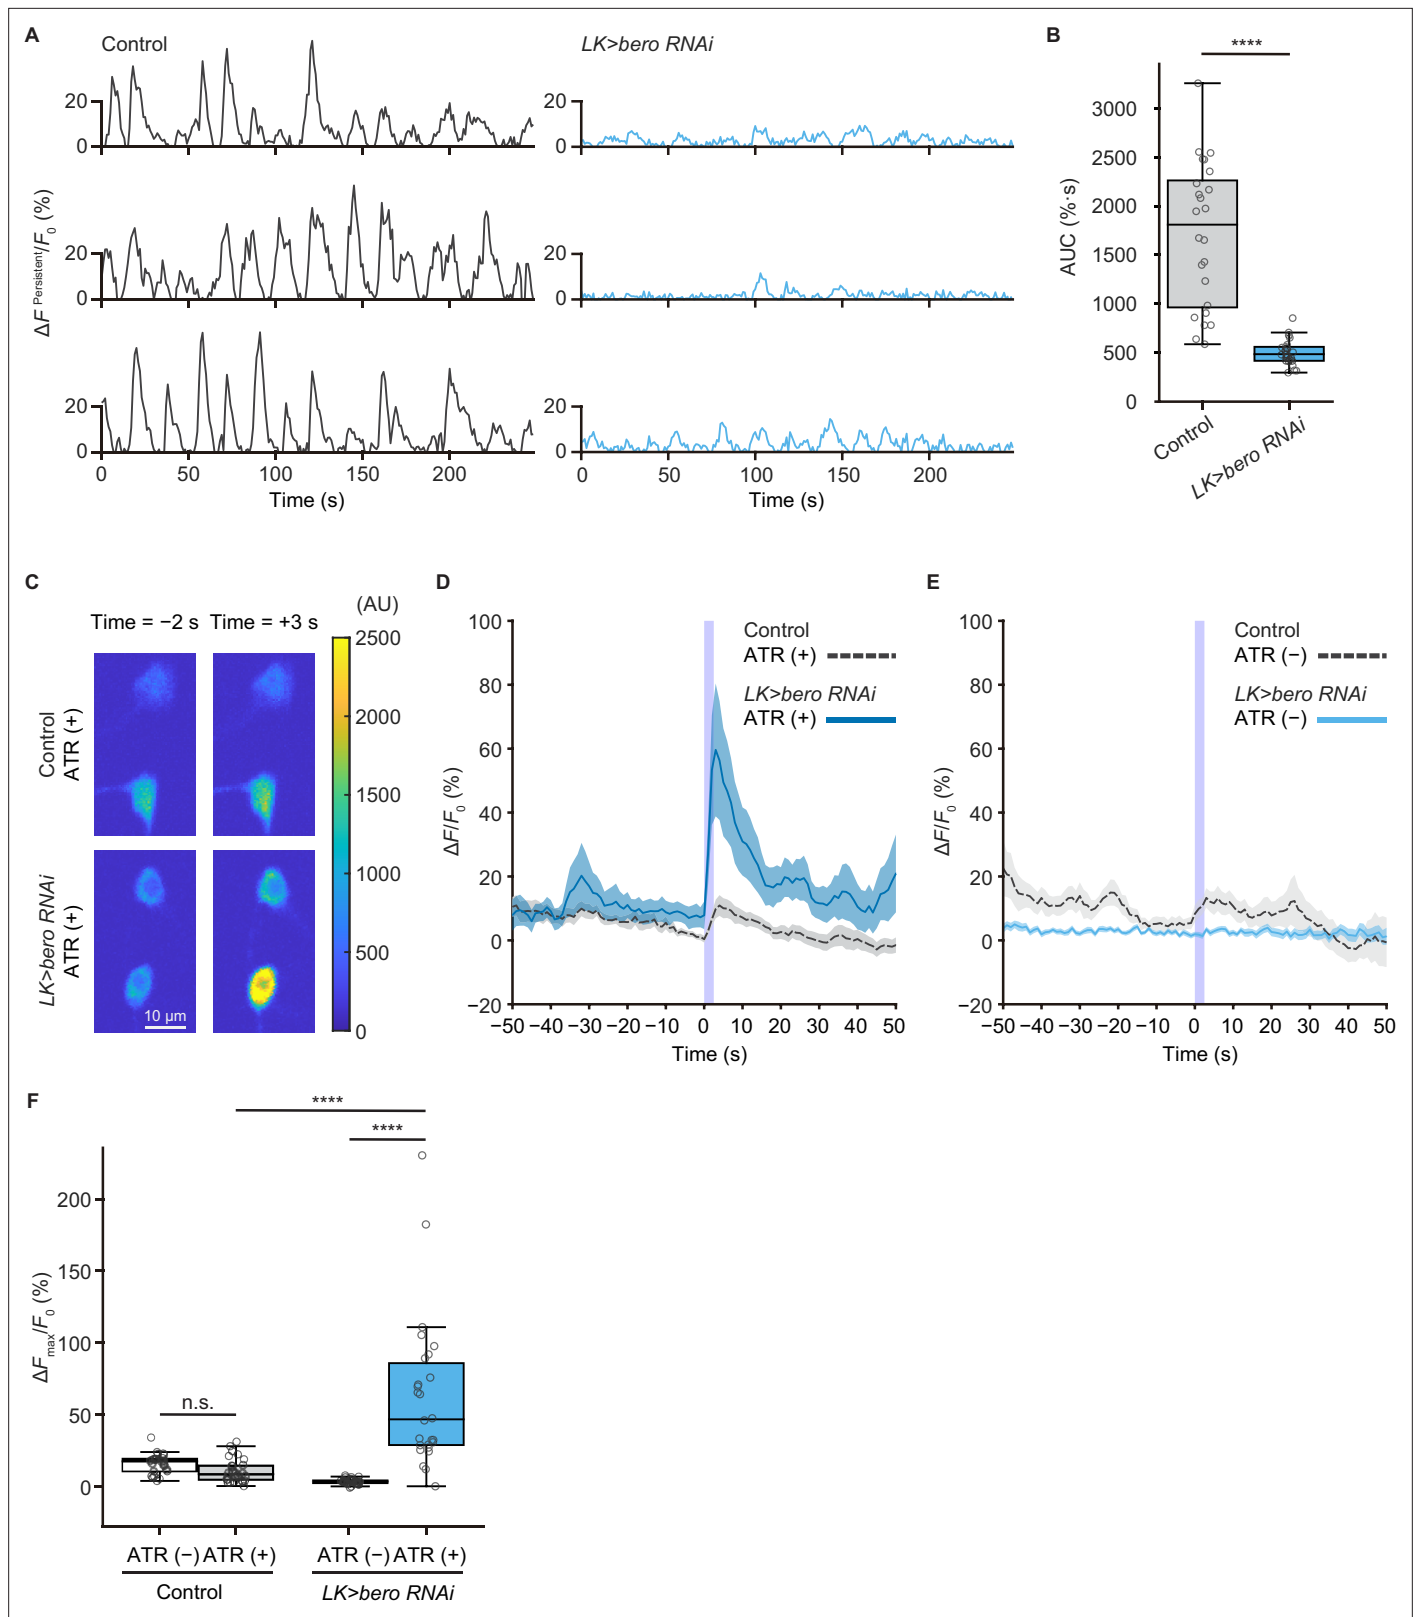 A
Control
LK>bero RNAi
20
0
20
0
20
0
20
0
20
0
20
0
ΔF Persistent/F0 (%)
0 50 100 150 200
0 50 100 150 200
Time (s)
Time (s)
B
****
3000
2500
2000
1500
1000
500
0
AUC (%·s)
Control
LK>bero RNAi
C
(AU)
Time = −2 s Time = +3 s
Control
ATR (+)
LK>bero RNAi
ATR (+)
10 µm
2500
2000
1500
1000
500
0
D
100
80
60
40
20
0
−20
ΔF/F0 (%)
Control
ATR (+)
LK>bero RNAi
ATR (+)
−50 −40 −30 −20 −10 0 10 20 30 40 50
Time (s)
E
100
80
60
40
20
0
−20
ΔF/F0 (%)
Control
ATR (−)
LK>bero RNAi
ATR (−)
−50 −40 −30 −20 −10 0 10 20 30 40 50
Time (s)
F
****
****
n.s.
200
150
100
50
0
ΔFmax/F0 (%)
ATR (−) ATR (+) ATR (−) ATR (+)
Control LK>bero RNAi